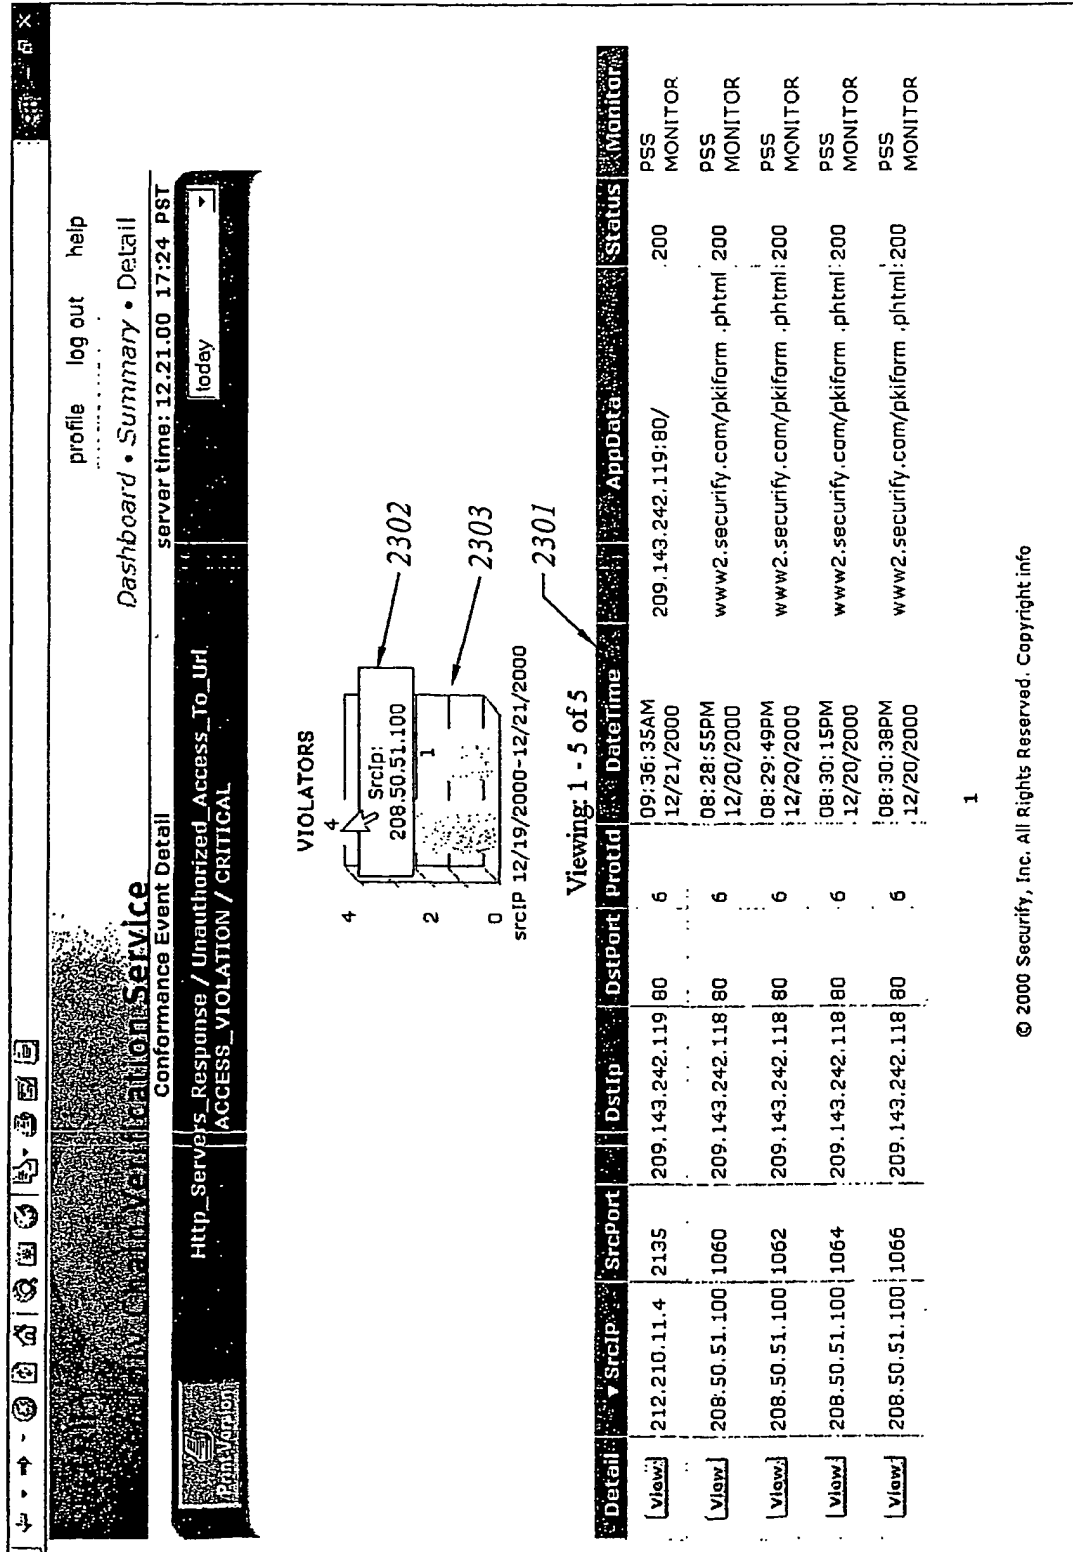 profile log out help
Dashboard • Summary • Detail
Verification Service
Conformance Event Detail
server time: 12.21.00 17:24 PST
Print Version
Http_Servers_Response / Unauthorized_Access_To_Url
ACCESS_VIOLATION / CRITICAL
today
VIOLATORS
4
4
SrcIp:
208.50.51.100
2302
2
1
2303
0
srcIP 12/19/2000-12/21/2000
2301
Viewing 1 - 5 of 5
Detail ▼ SrcIP SrcPort DstIp DstPort ProtId DateTime AppData Status Monitor
View 212.210.11.4 2135 209.143.242.119 80 6 09:36:35AM 12/21/2000 209.143.242.119:80/ 200 PSS MONITOR
View 208.50.51.100 1060 209.143.242.118 80 6 08:28:55PM 12/20/2000 www2.securify.com/pkiform .phtml 200 PSS MONITOR
View 208.50.51.100 1062 209.143.242.118 80 6 08:29:49PM 12/20/2000 www2.securify.com/pkiform .phtml 200 PSS MONITOR
View 208.50.51.100 1064 209.143.242.118 80 6 08:30:15PM 12/20/2000 www2.securify.com/pkiform .phtml 200 PSS MONITOR
View 208.50.51.100 1066 209.143.242.118 80 6 08:30:38PM 12/20/2000 www2.securify.com/pkiform .phtml 200 PSS MONITOR
1
© 2000 Securify, Inc. All Rights Reserved. Copyright info